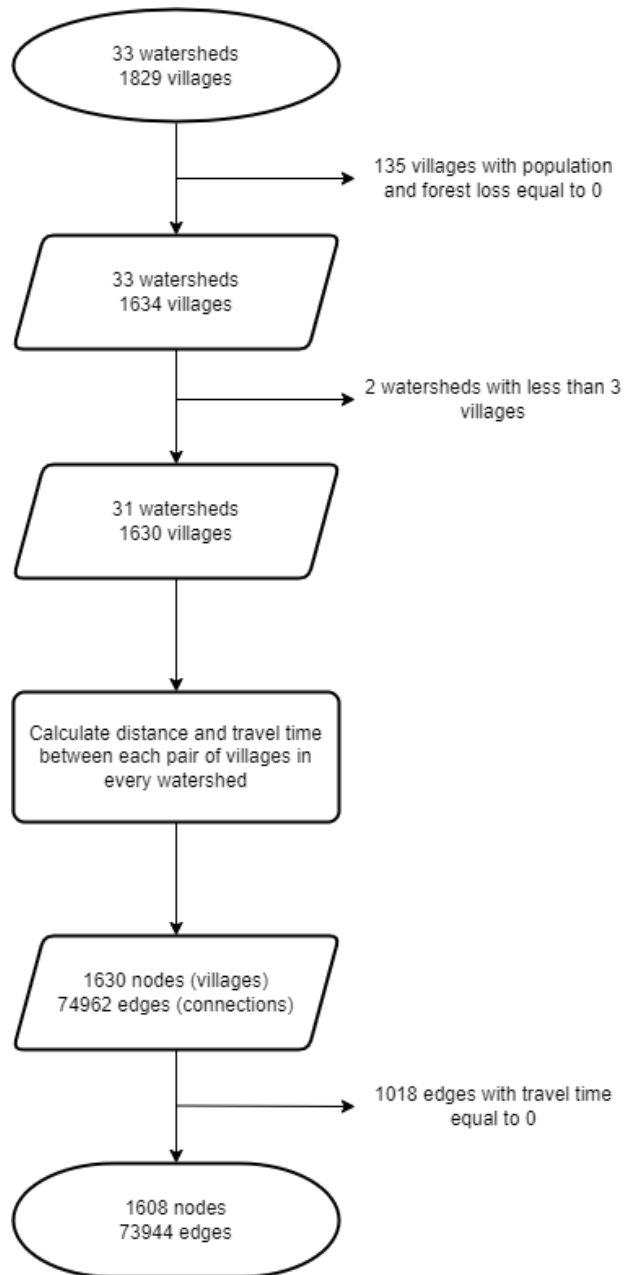 33 watersheds
1829 villages
135 villages with population
and forest loss equal to 0
33 watersheds
1634 villages
2 watersheds with less than 3
villages
31 watersheds
1630 villages
Calculate distance and travel time
between each pair of villages in
every watershed
1630 nodes (villages)
74962 edges (connections)
1018 edges with travel time
equal to 0
1608 nodes
73944 edges